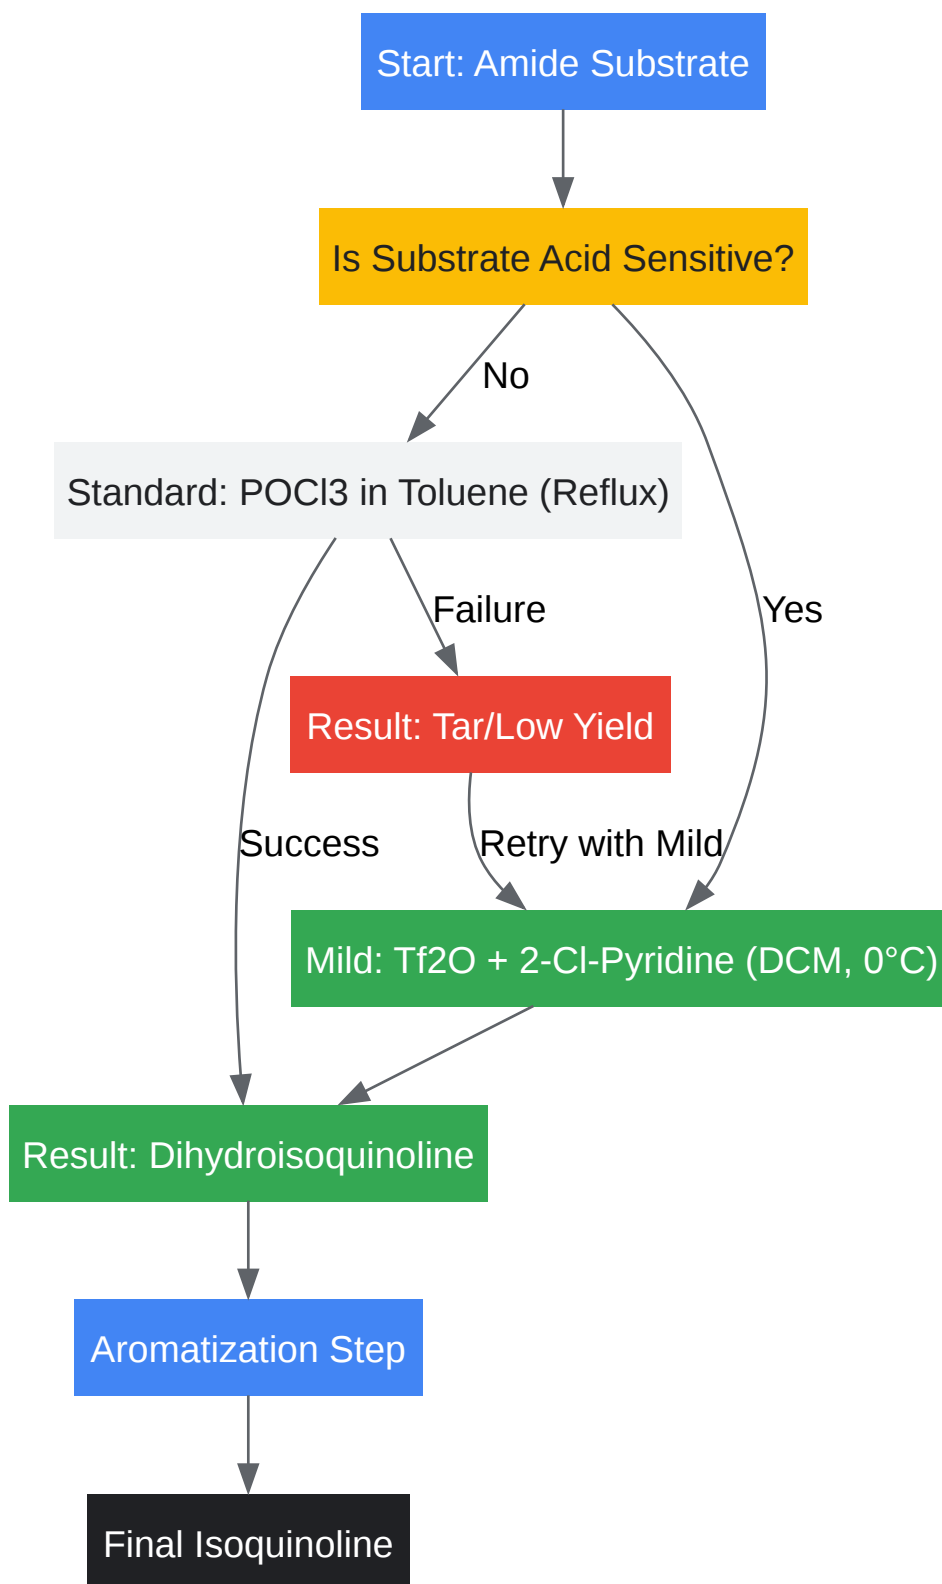 Start: Amide Substrate
Is Substrate Acid Sensitive?
No
Standard: POCl3 in Toluene (Reflux)
Failure
Yes
Result: Tar/Low Yield
Success
Retry with Mild
Mild: Tf2O + 2-Cl-Pyridine (DCM, 0°C)
Result: Dihydroisoquinoline
Aromatization Step
Final Isoquinoline